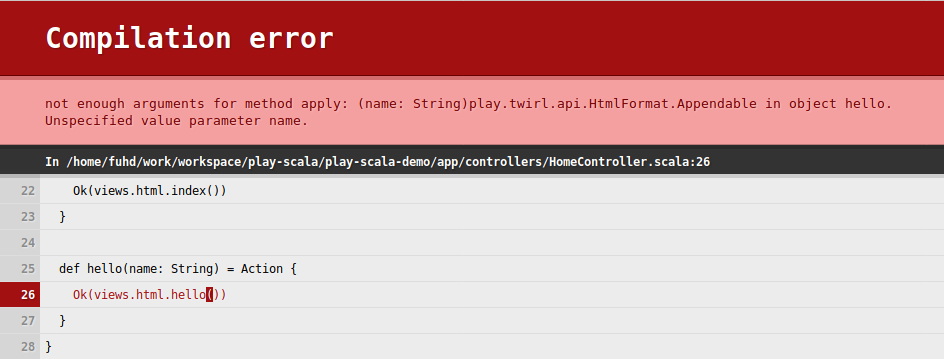 Compilation error
not enough arguments for method apply: (name: String)play.twirl.api.HtmlFormat.Appendable in object hello.
Unspecified value parameter name.
In /home/fuhd/work/workspace/play-scala/play-scala-demo/app/controllers/HomeController.scala:26
22     Ok(views.html.index())
23   }
24
25   def hello(name: String) = Action {
26     Ok(views.html.hello())
27   }
28 }